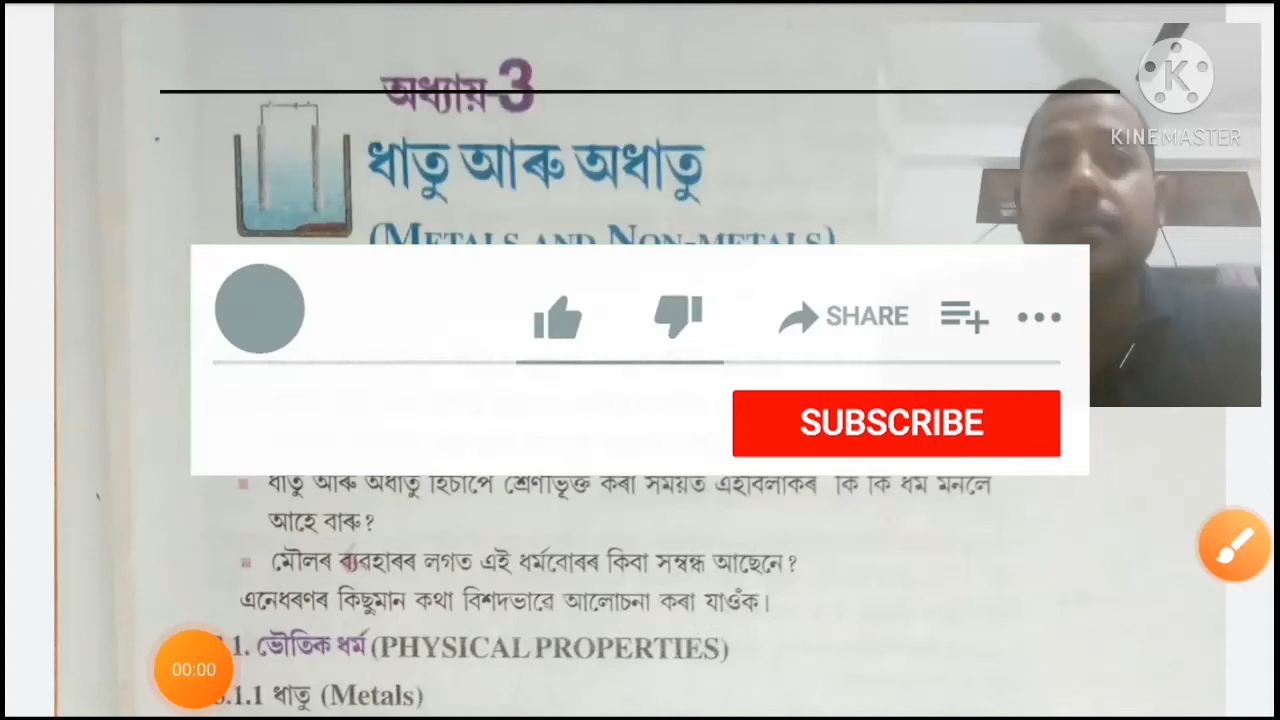 অধ্যায়-3
KINEMASTER
ধাতু আৰু অধাতু
(METALS AND NON-METALS)
SHARE
SUBSCRIBE
ধাতু আৰু অধাতু হিচাপে শ্ৰেণীভূক্ত কৰা সময়ত এইবিলাকৰ কি কি ধৰ্ম মনলৈ
আহে বাৰু?
মৌলৰ ব্যৱহাৰৰ লগত এই ধৰ্মবোৰৰ কিবা সম্বন্ধ আছেনে?
এনেধৰণৰ কিছুমান কথা বিশদভাৱে আলোচনা কৰা যাওঁক।
.1. ভৌতিক ধৰ্ম (PHYSICAL PROPERTIES)
00:00
.1.1 ধাতু (Metals)